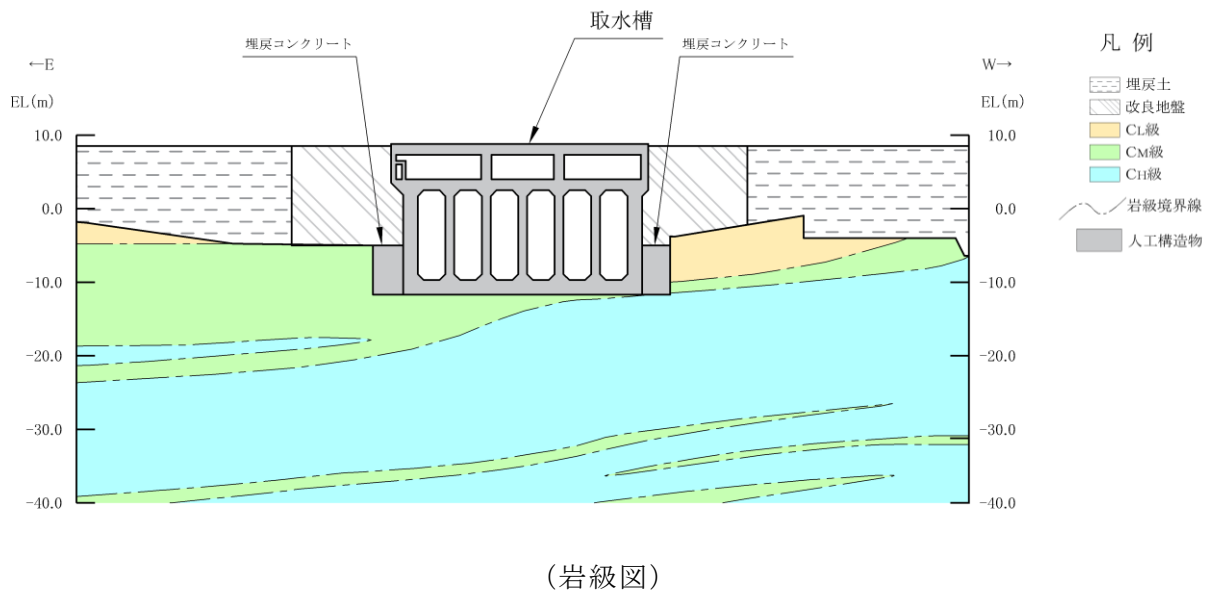 取水槽
埋戻コンクリート
埋戻コンクリート
←E
W→
EL(m)
EL(m)
10.0
0.0
-10.0
-20.0
-30.0
-40.0
10.0
0.0
-10.0
-20.0
-30.0
-40.0
凡 例
埋戻土
改良地盤
CL級
CM級
CH級
岩級境界線
人工構造物
(岩級図)